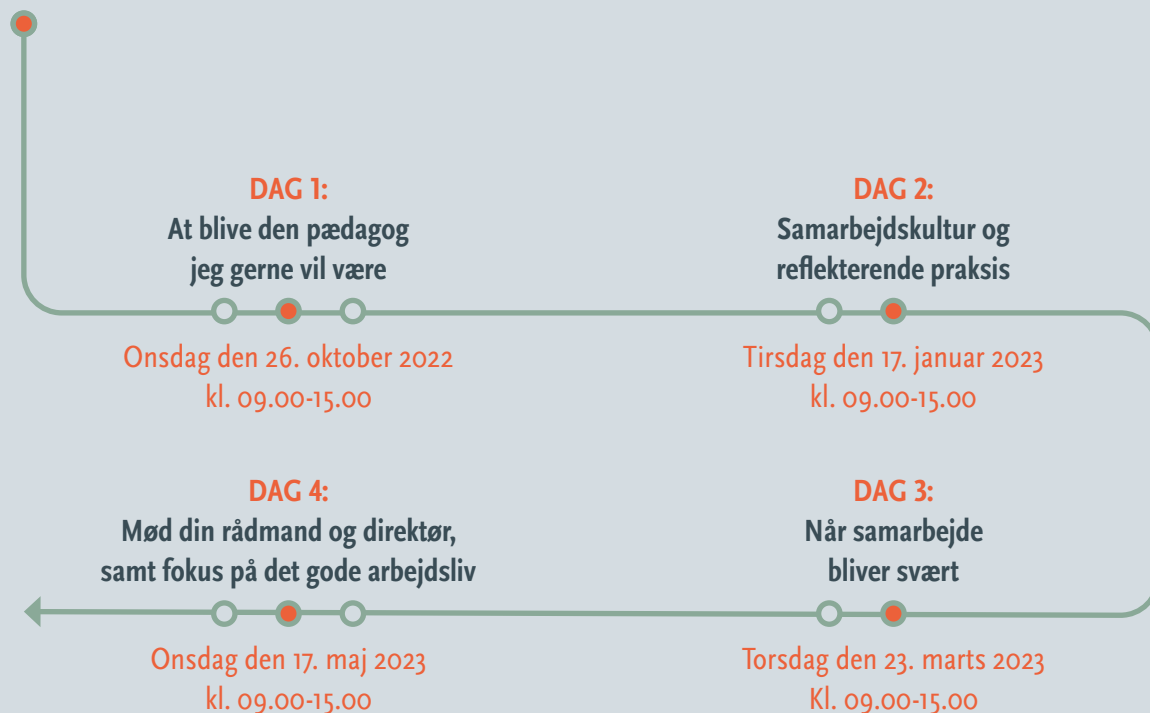 DAG 1:
At blive den pædagog
jeg gerne vil være
Onsdag den 26. oktober 2022
kl. 09.00-15.00
DAG 2:
Samarbejdskultur og
reflekterende praksis
Tirsdag den 17. januar 2023
kl. 09.00-15.00
DAG 3:
Når samarbejde
bliver svært
Torsdag den 23. marts 2023
Kl. 09.00-15.00
DAG 4:
Mød din rådmand og direktør,
samt fokus på det gode arbejdsliv
Onsdag den 17. maj 2023
kl. 09.00-15.00